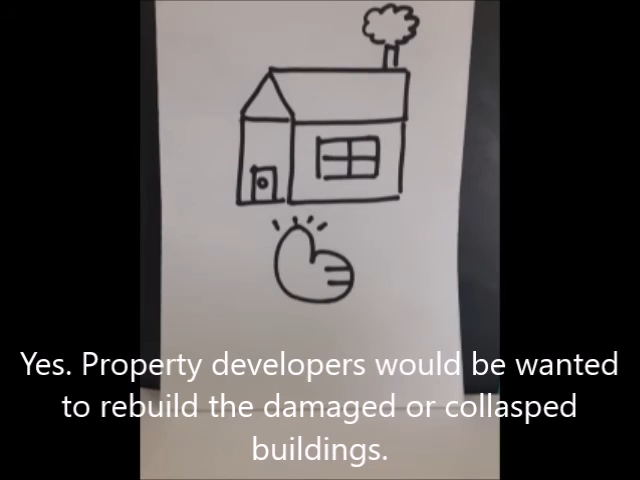 Yes. Property developers would be wanted
to rebuild the damaged or collasped
buildings.